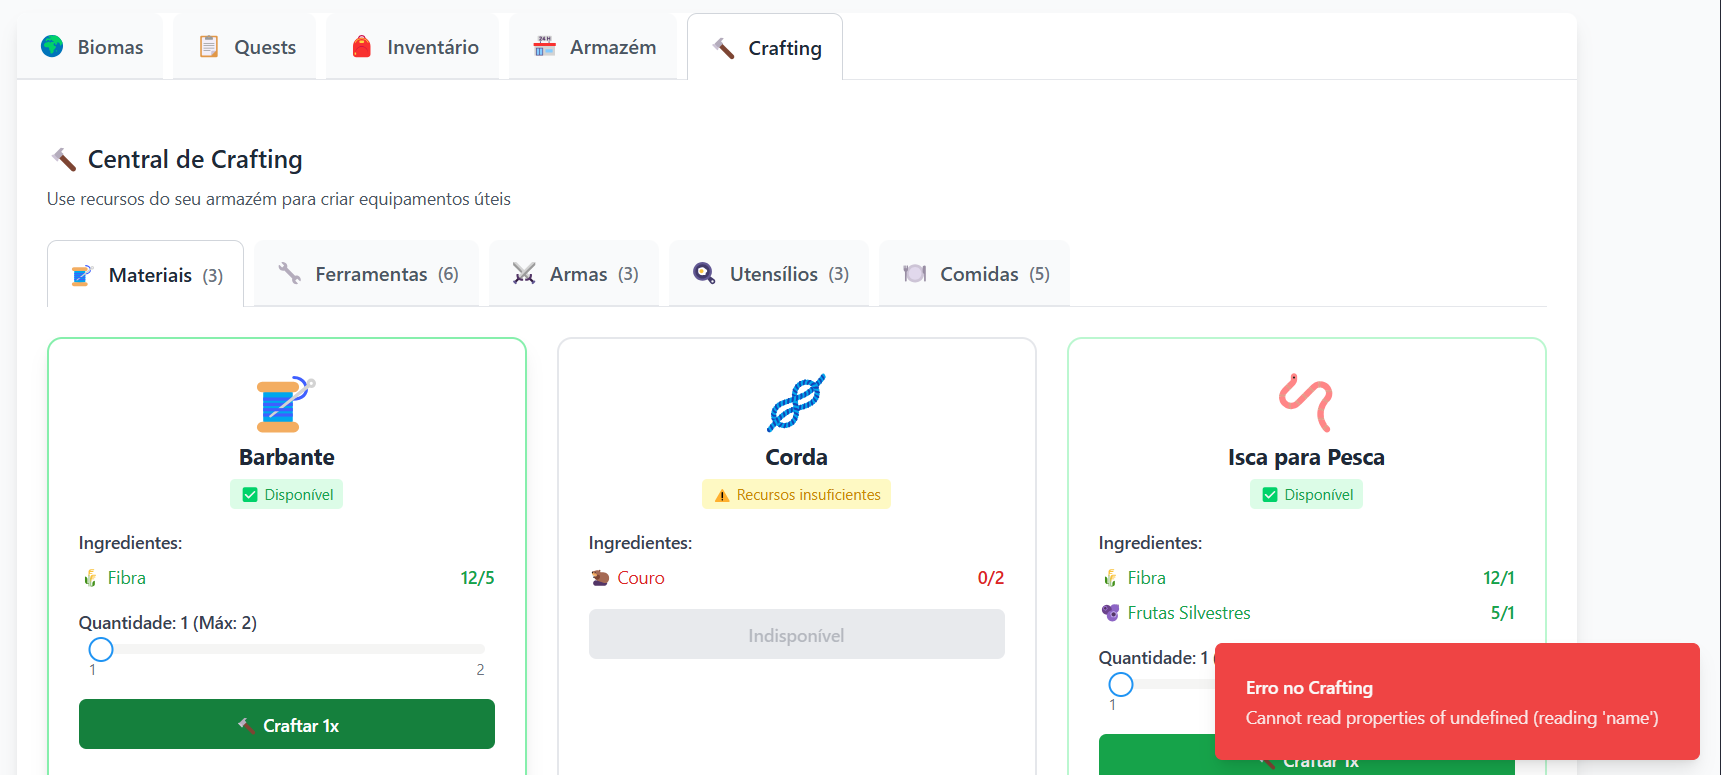 Biomas
Quests
Inventário
Armazém
Crafting
Central de Crafting
Use recursos do seu armazém para criar equipamentos úteis
Materiais (3)
Ferramentas (6)
Armas (3)
Utensílios (3)
Comidas (5)
Barbante
Disponível
Ingredientes:
Fibra 12/5
Quantidade: 1 (Máx: 2)
1 2
Craftar 1x
Corda
Recursos insuficientes
Ingredientes:
Couro 0/2
Indisponível
Isca para Pesca
Disponível
Ingredientes:
Fibra 12/1
Frutas Silvestres 5/1
Quantidade: 1
1
Craftar 1x
Erro no Crafting
Cannot read properties of undefined (reading 'name')